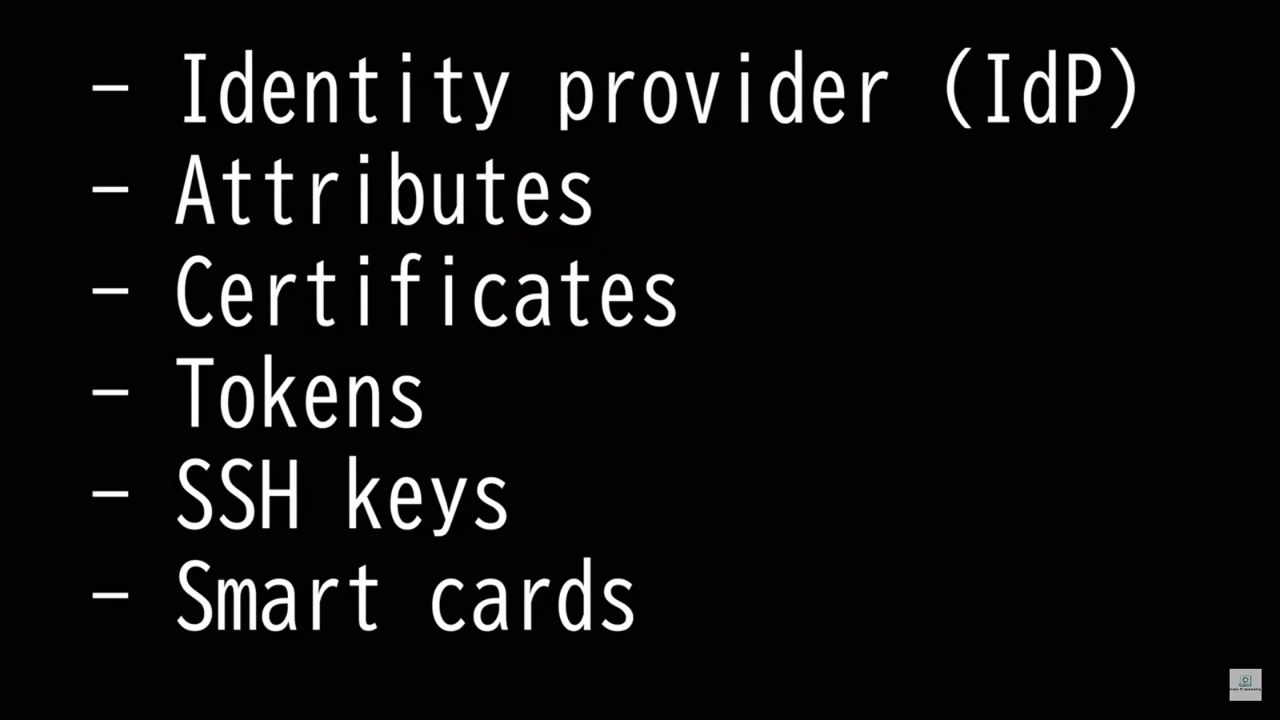 - Identity provider (IdP)
- Attributes
- Certificates
- Tokens
- SSH keys
- Smart cards